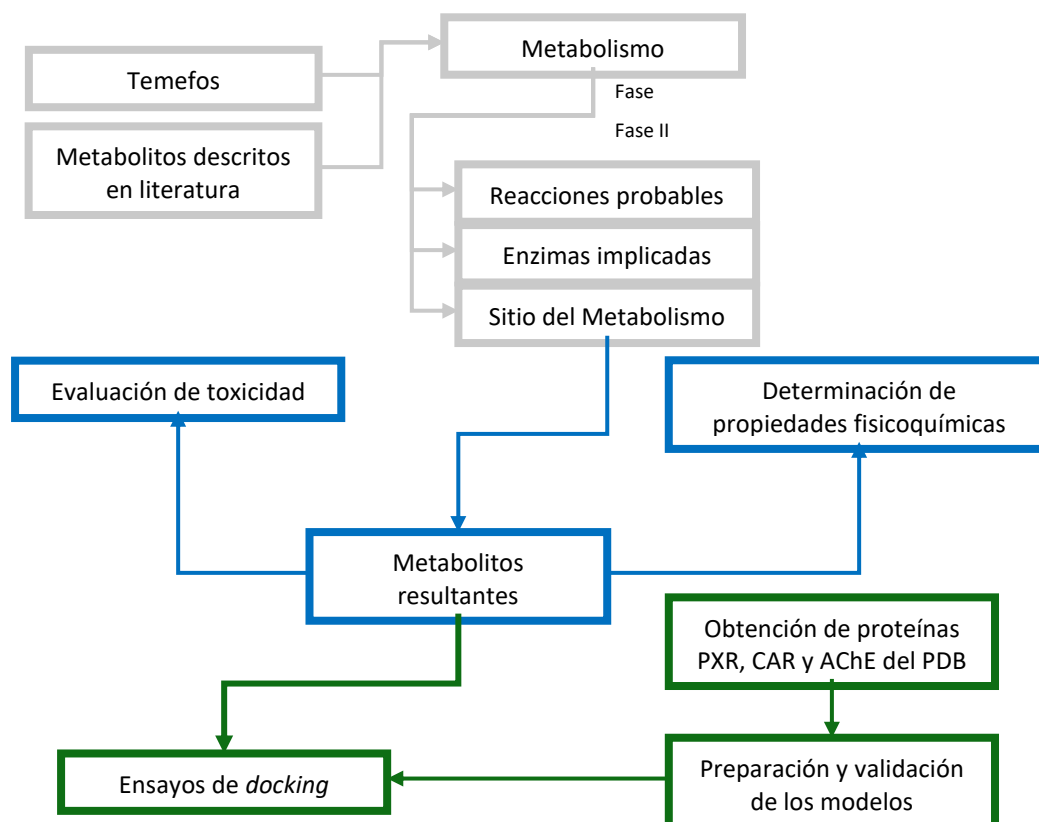 Temefos
Metabolismo
Fase
Fase II
Metabolitos descritos
en literatura
Reacciones probables
Enzimas implicadas
Sitio del Metabolismo
Evaluación de toxicidad
Determinación de
propiedades fisicoquímicas
Metabolitos
resultantes
Obtención de proteínas
PXR, CAR y AChE del PDB
Ensayos de docking
Preparación y validación
de los modelos